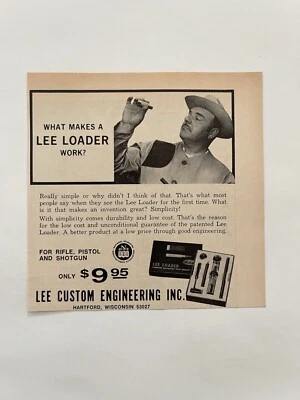 WHAT MAKES A
LEE LOADER
WORK?
Really simple or why didn't I think of that. That's what most
people say when they see the Lee Loader for the first time. What
is it that makes an invention great? Simplicity!
With simplicity comes durability and low cost. That's the reason
for the low cost and unconditional guarantee of the patented Lee
Loader. A better product at a low price through good engineering.
FOR RIFLE, PISTOL
AND SHOTGUN
ONLY $9.95
LEE LOADER
LEE CUSTOM ENGINEERING INC.
HARTFORD, WISCONSIN 53027